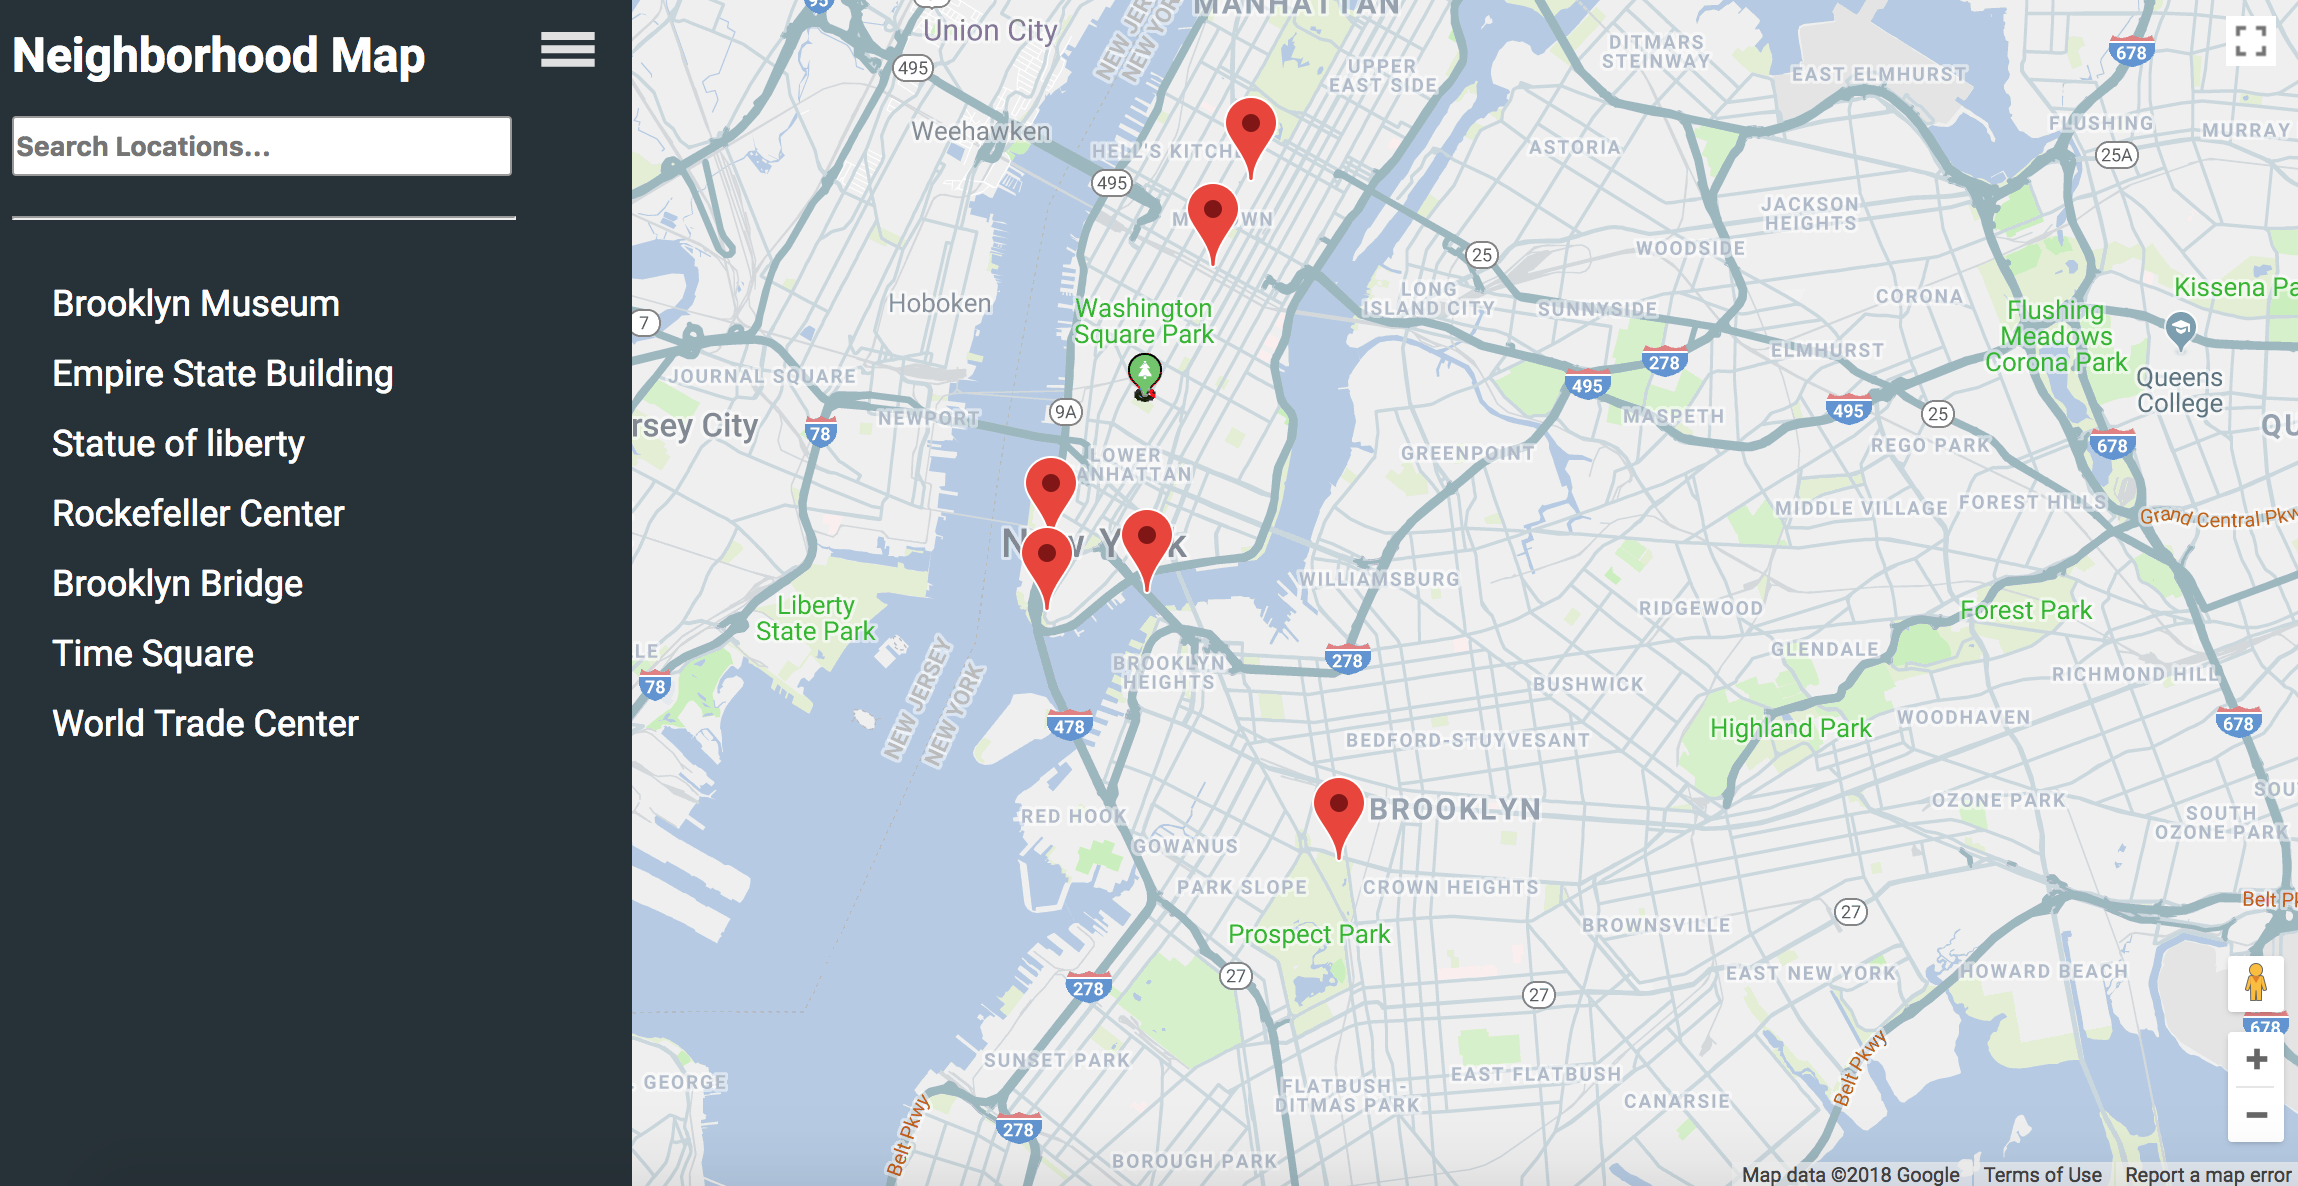 Neighborhood Map
Search Locations...
Brooklyn Museum
Empire State Building
Statue of liberty
Rockefeller Center
Brooklyn Bridge
Time Square
World Trade Center
95
MANHATTAN
Union City
NEW JERSEY
NEW YORK
495
UPPER
EAST SIDE
DITMARS
STEINWAY
EAST ELMHURST
678
Weehawken
HELL'S KITCHE
ASTORIA
FLUSHING
MURRAY
25A
495
JACKSON
HEIGHTS
WOODSIDE
25
Hoboken
Washington
Square Park
LONG
ISLAND CITY
SUNNYSIDE
CORONA
Kissena Pa
Flushing
Meadows
Corona Park
7
ELMHURST
278
JOURNAL SQUARE
495
Queens
College
NEWPORT
9A
MASPETH
495
25
rsey City
78
QU
REGO PARK
678
LOWER
ANHATTAN
GREENPOINT
MIDDLE VILLAGE
FOREST HILLS
Grand Central Pkw
WILLIAMSBURG
Liberty
State Park
RIDGEWOOD
Forest Park
LE
GLENDALE
BROOKLYN
HEIGHTS
278
RICHMOND HILL
78
BUSHWICK
NEW JERSEY
NEW YORK
478
Highland Park
WOODHAVEN
678
BEDFORD-STUYVESANT
BROOKLYN
RED HOOK
OZONE PARK
SOU
SOUTH
OZONE PARK
GOWANUS
PARK SLOPE
CROWN HEIGHTS
Belt P
27
BROWNSVILLE
Prospect Park
27
278
27
EAST NEW YORK
HOWARD BEACH
678
SUNSET PARK
Belt Pkwy
GEORGE
FLATBUSH -
DITMAS PARK
EAST FLATBUSH
CANARSIE
278
Belt Pkwy
BOROUGH PARK
Map data ©2018 Google
Terms of Use
Report a map error